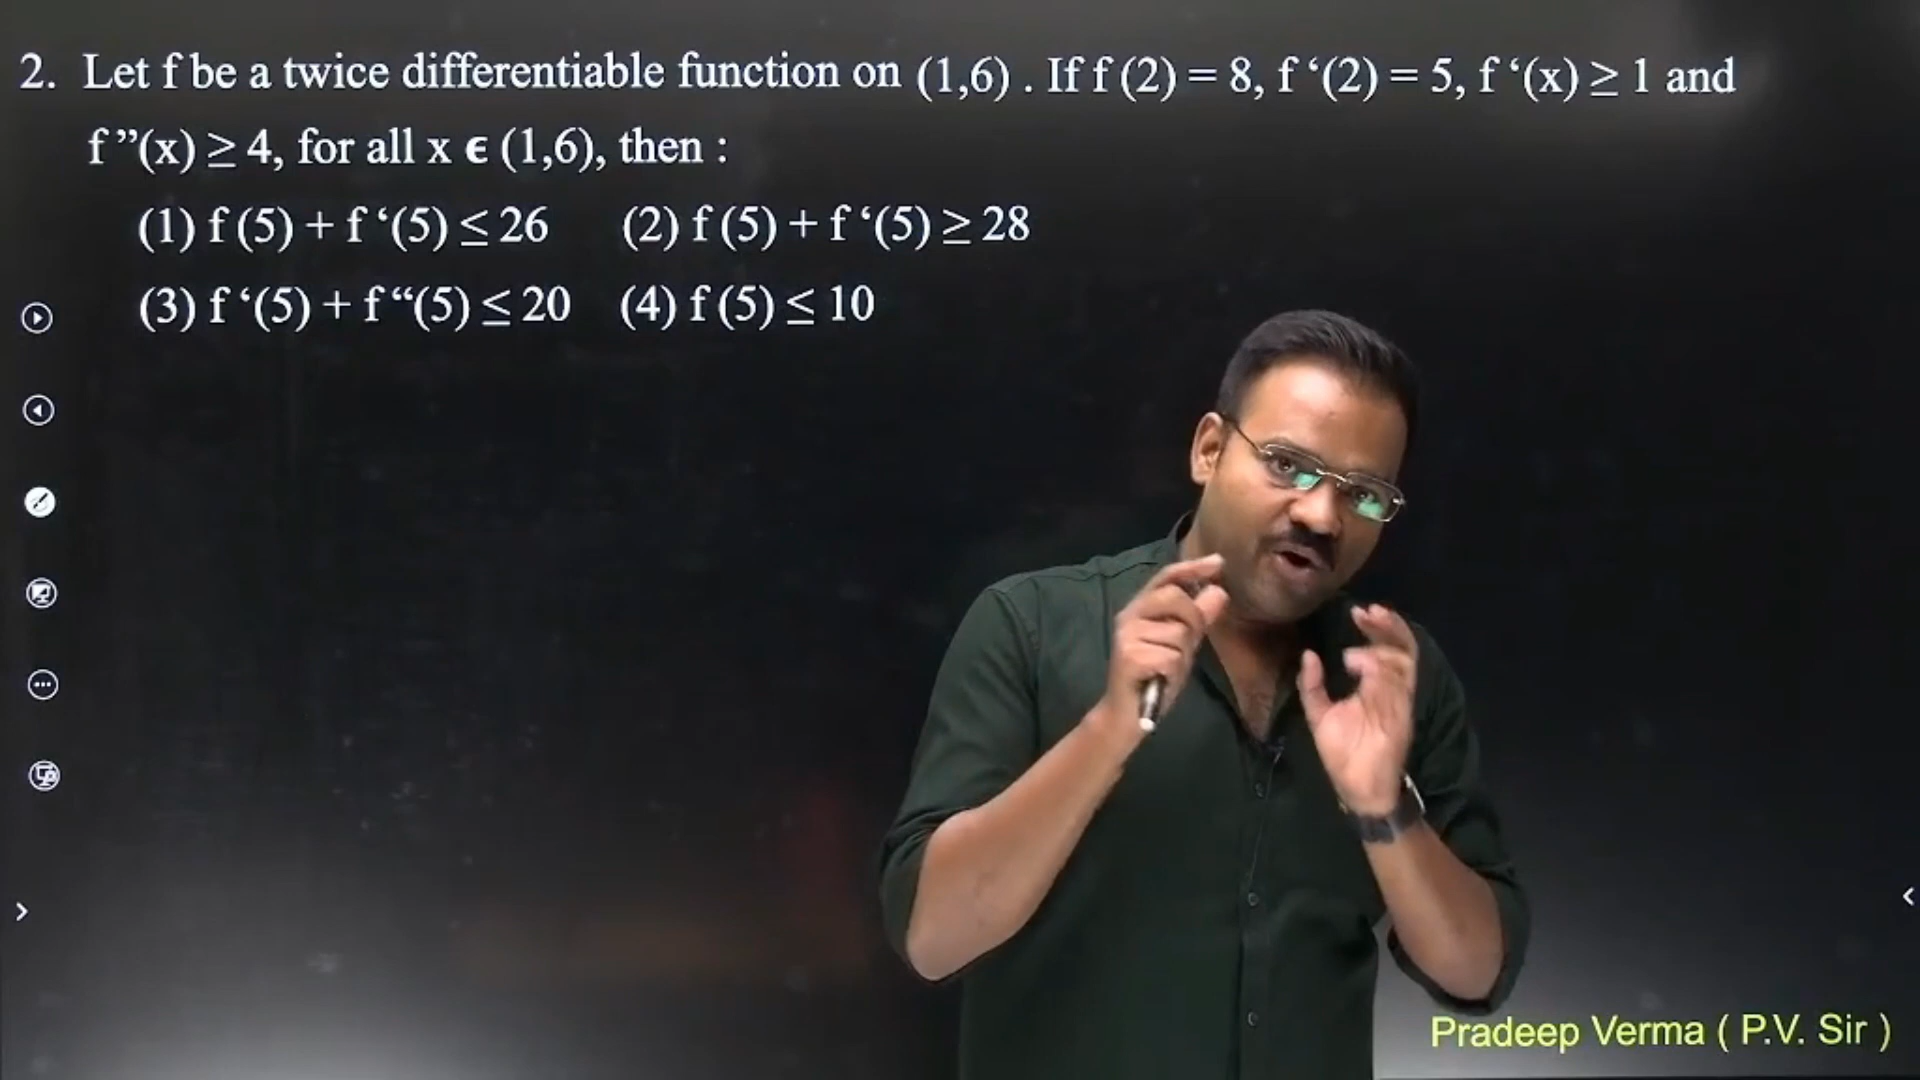 2. Let f be a twice differentiable function on (1,6) . If f (2) = 8, f ‘(2) = 5, f ‘(x) ≥ 1 and
f ”(x) ≥ 4, for all x ϵ (1,6), then :
(1) f (5) + f ‘(5) ≤ 26 (2) f (5) + f ‘(5) ≥ 28
(3) f ‘(5) + f “(5) ≤ 20 (4) f (5) ≤ 10
Pradeep Verma ( P.V. Sir )